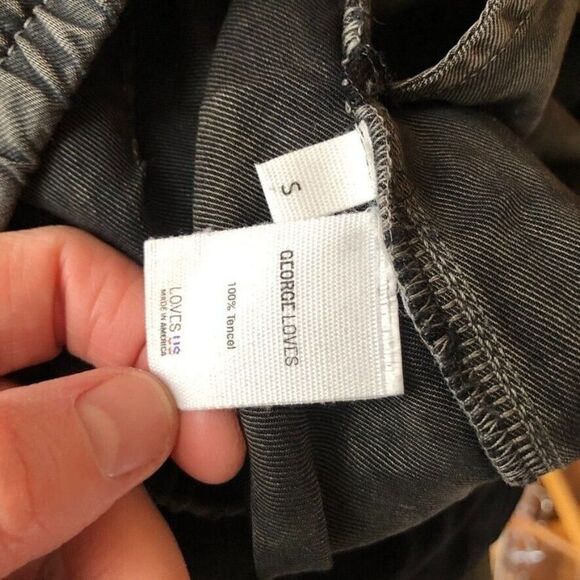 S
GEORGE LOVES
100% Tencel
LOVES US
MADE IN AMERICA